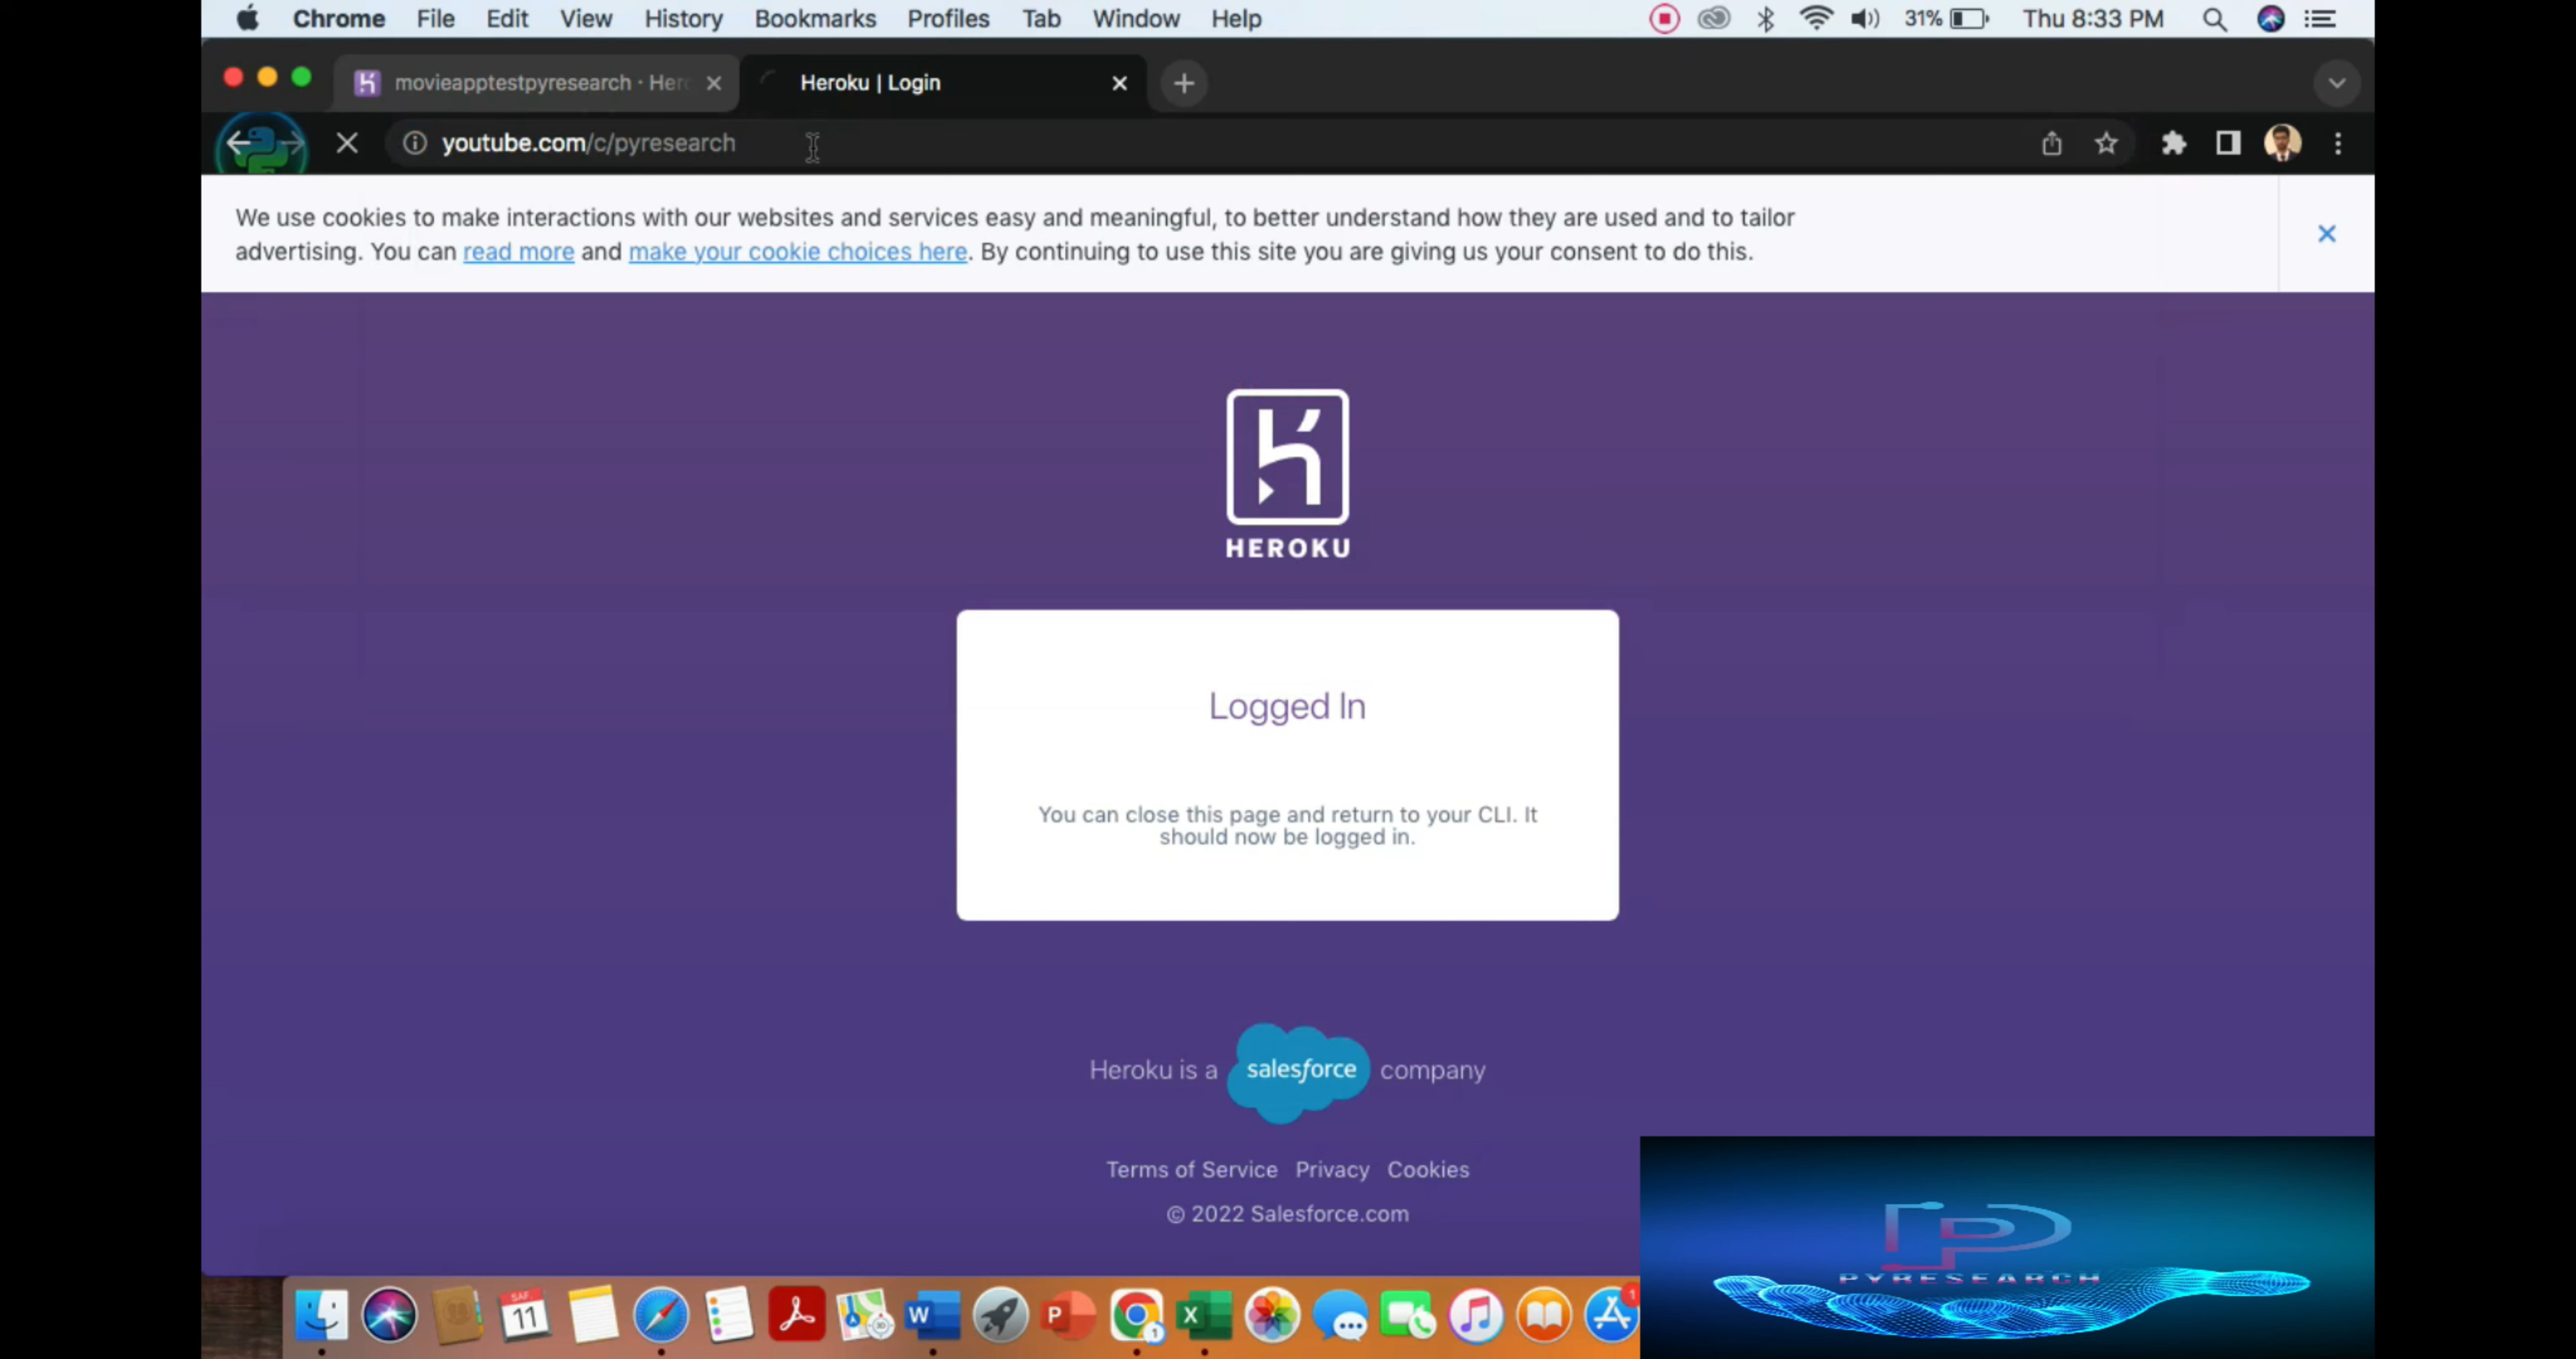 Chrome File Edit View History Bookmarks Profiles Tab Window Help 31% Thu 8:33 PM
movieapptestpyresearch · Her Heroku | Login
youtube.com/c/pyresearch
We use cookies to make interactions with our websites and services easy and meaningful, to better understand how they are used and to tailor
advertising. You can read more and make your cookie choices here. By continuing to use this site you are giving us your consent to do this.
HEROKU
Logged In
You can close this page and return to your CLI. It
should now be logged in.
Heroku is a salesforce company
Terms of Service Privacy Cookies
© 2022 Salesforce.com
PYRESEARCH
11
W
P
1
X
1